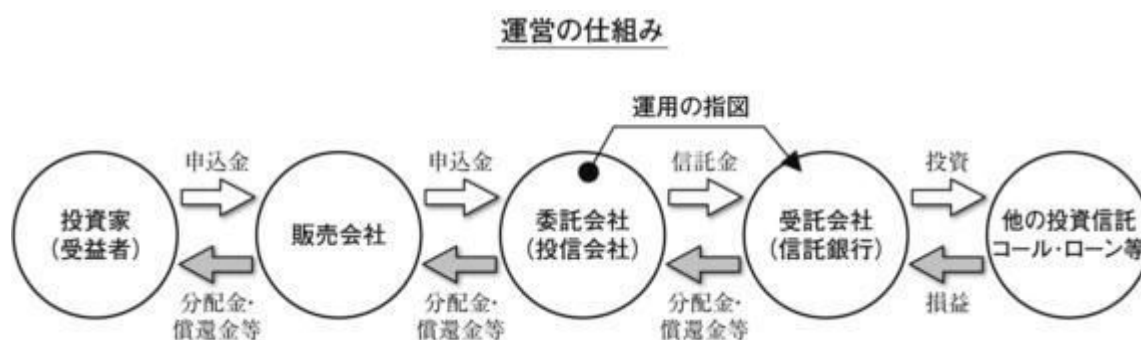 運営の仕組み
運用の指図
申込金
申込金
信託金
投資
投資家
(受益者)
販売会社
委託会社
(投信会社)
受託会社
(信託銀行)
他の投資信託
コール・ローン等
分配金・
償還金等
分配金・
償還金等
分配金・
償還金等
損益